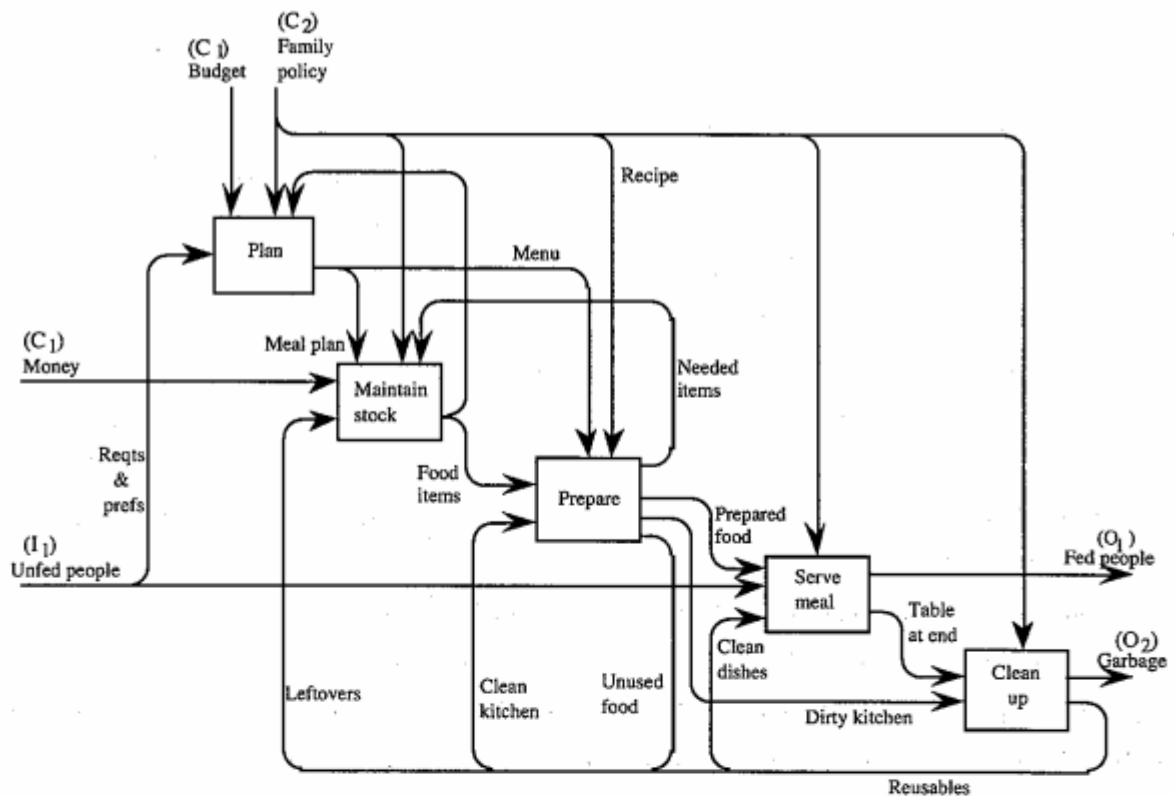 (C2)
Family
policy
(C1)
Budget
Recipe
Plan
Menu
(C1)
Money
Meal plan
Maintain
stock
Needed
items
Reqts
&
prefs
Food
items
Prepare
Prepared
food
(I1)
Unfed people
(O1)
Fed people
Serve
meal
Table
at end
(O2)
Garbage
Clean
dishes
Clean
up
Leftovers
Clean
kitchen
Unused
food
Dirty kitchen
Reusables